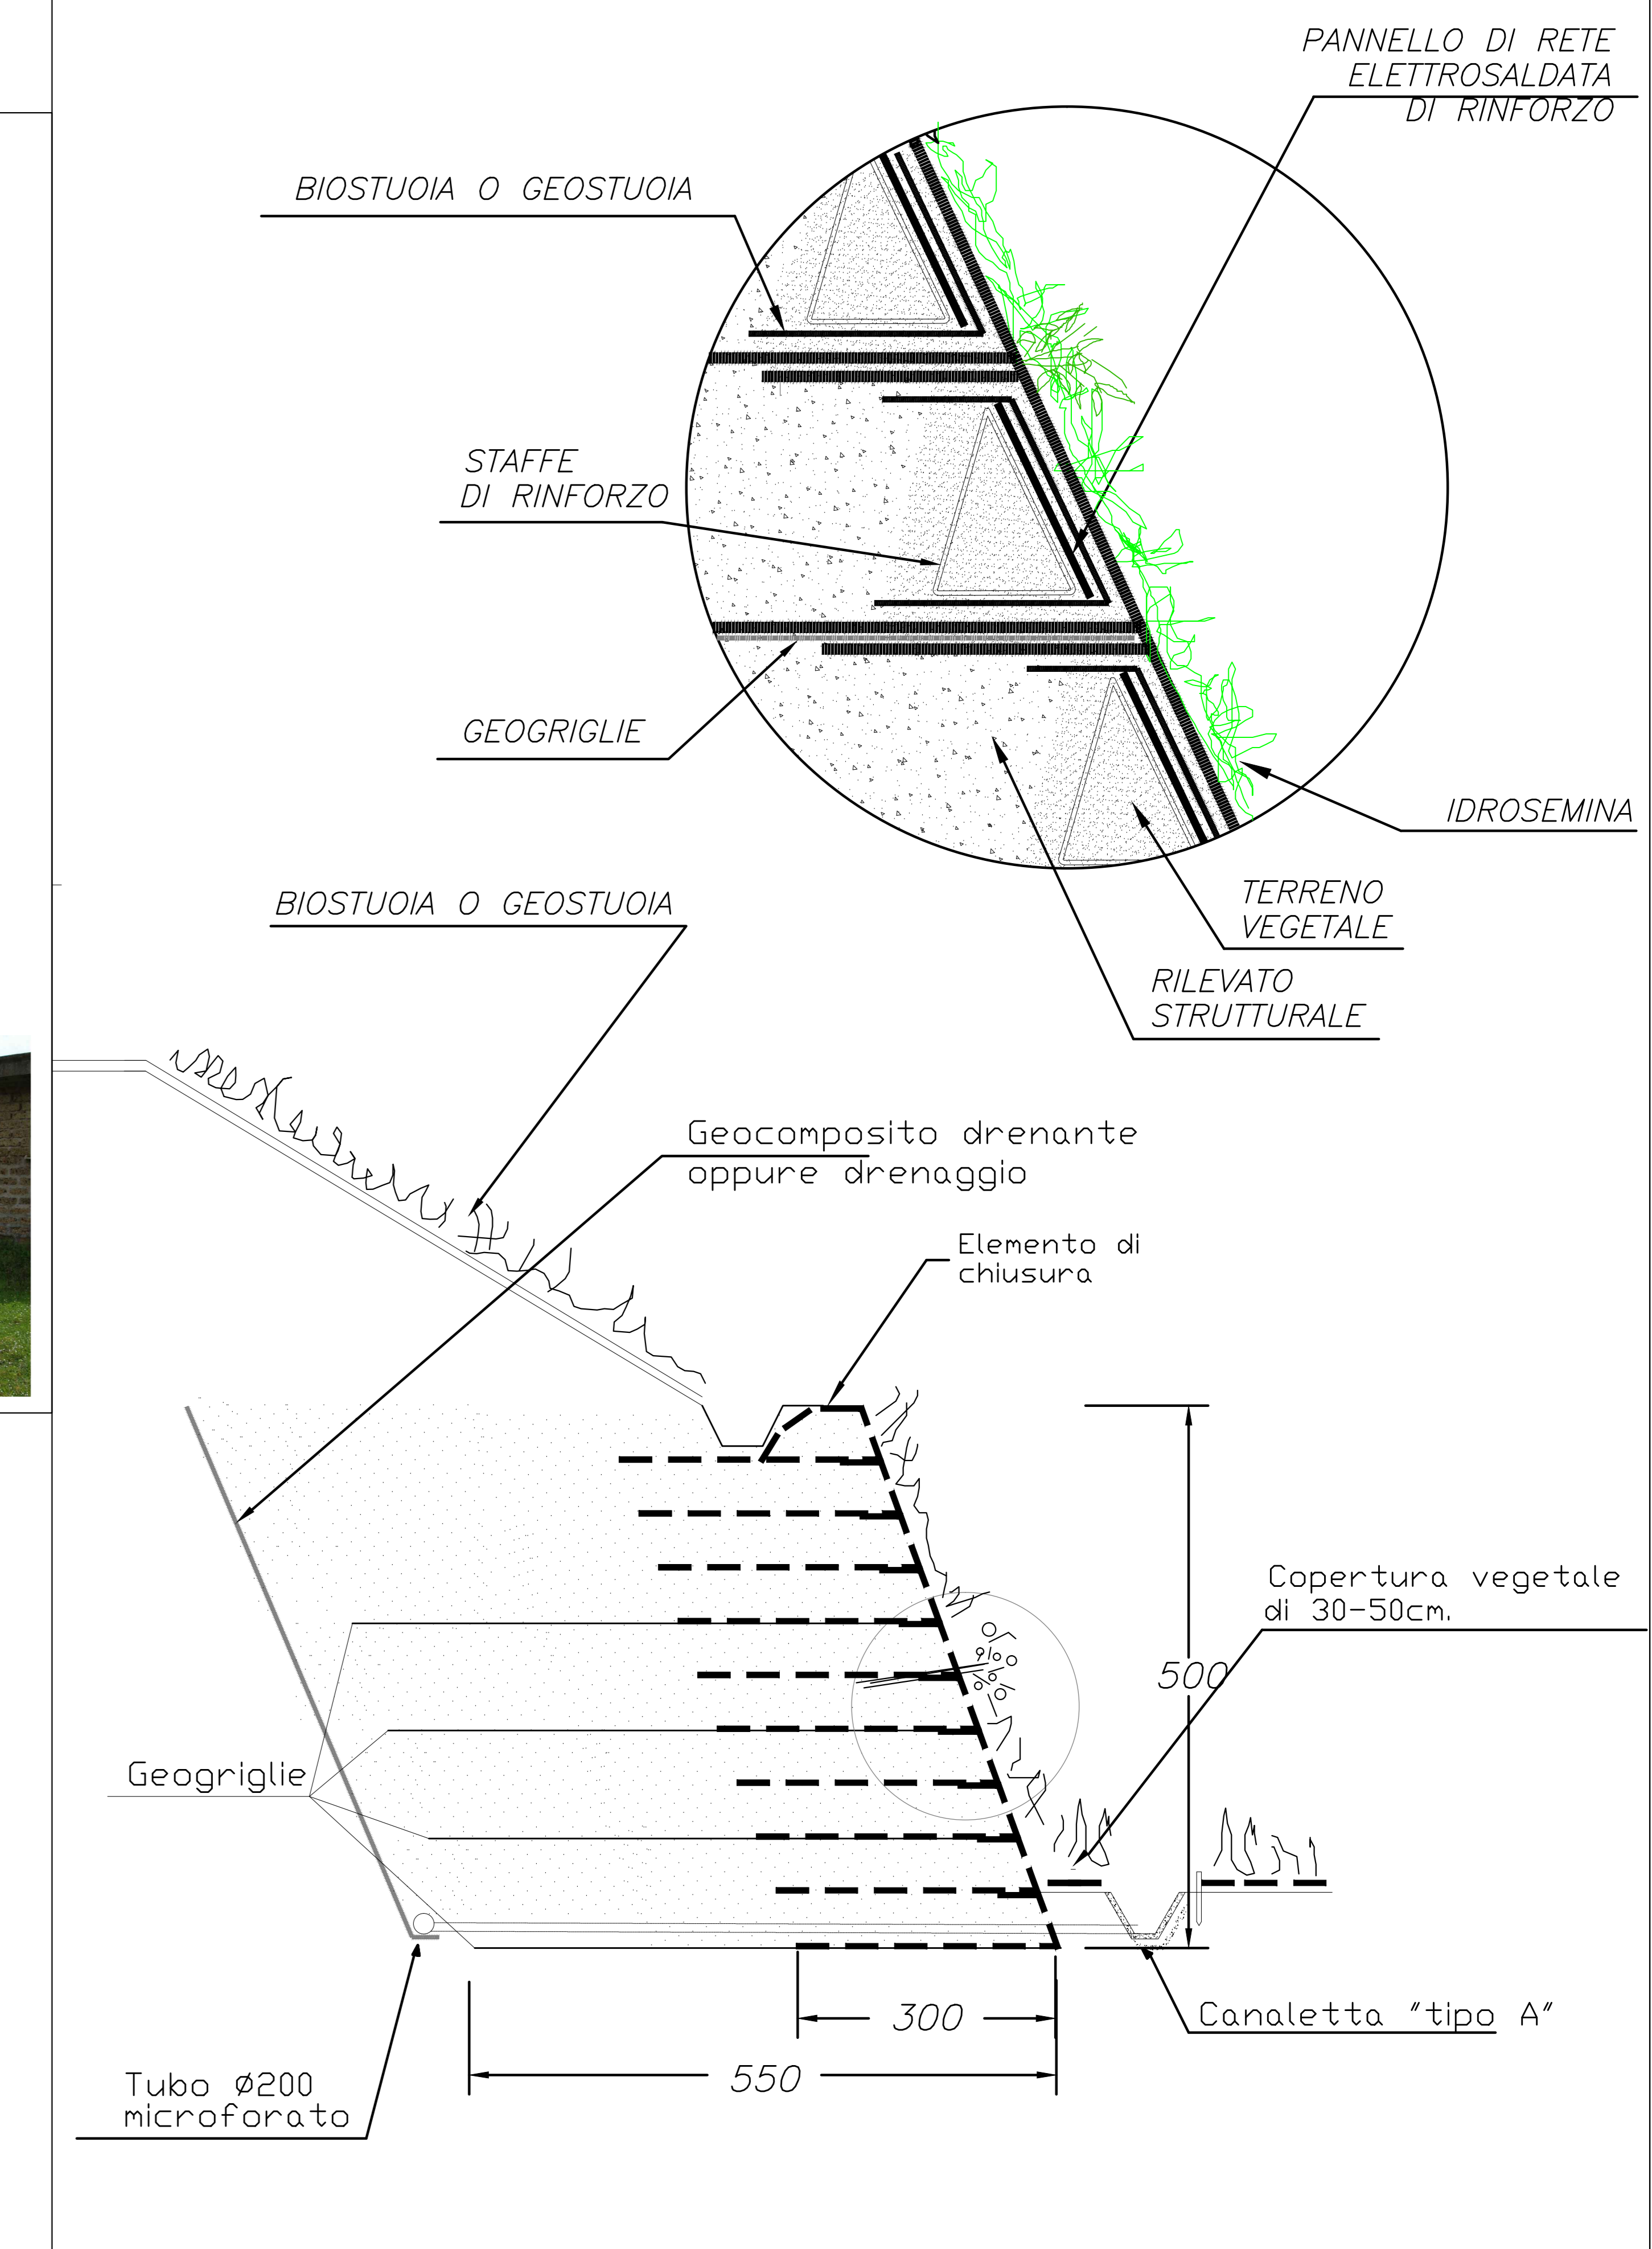 PANNELLO DI RETE
ELETTROSALDATA
DI RINFORZO
BIOSTUOIA O GEOSTUOIA
STAFFE
DI RINFORZO
GEOGRIGLIE
IDROSEMINA
TERRENO
VEGETALE
RILEVATO
STRUTTURALE
BIOSTUOIA O GEOSTUOIA
Geocomposito drenante
oppure drenaggio
Elemento di
chiusura
Copertura vegetale
di 30-50cm.
500
Geogriglie
300
Canaletta "tipo A"
550
Tubo Ø200
microforato